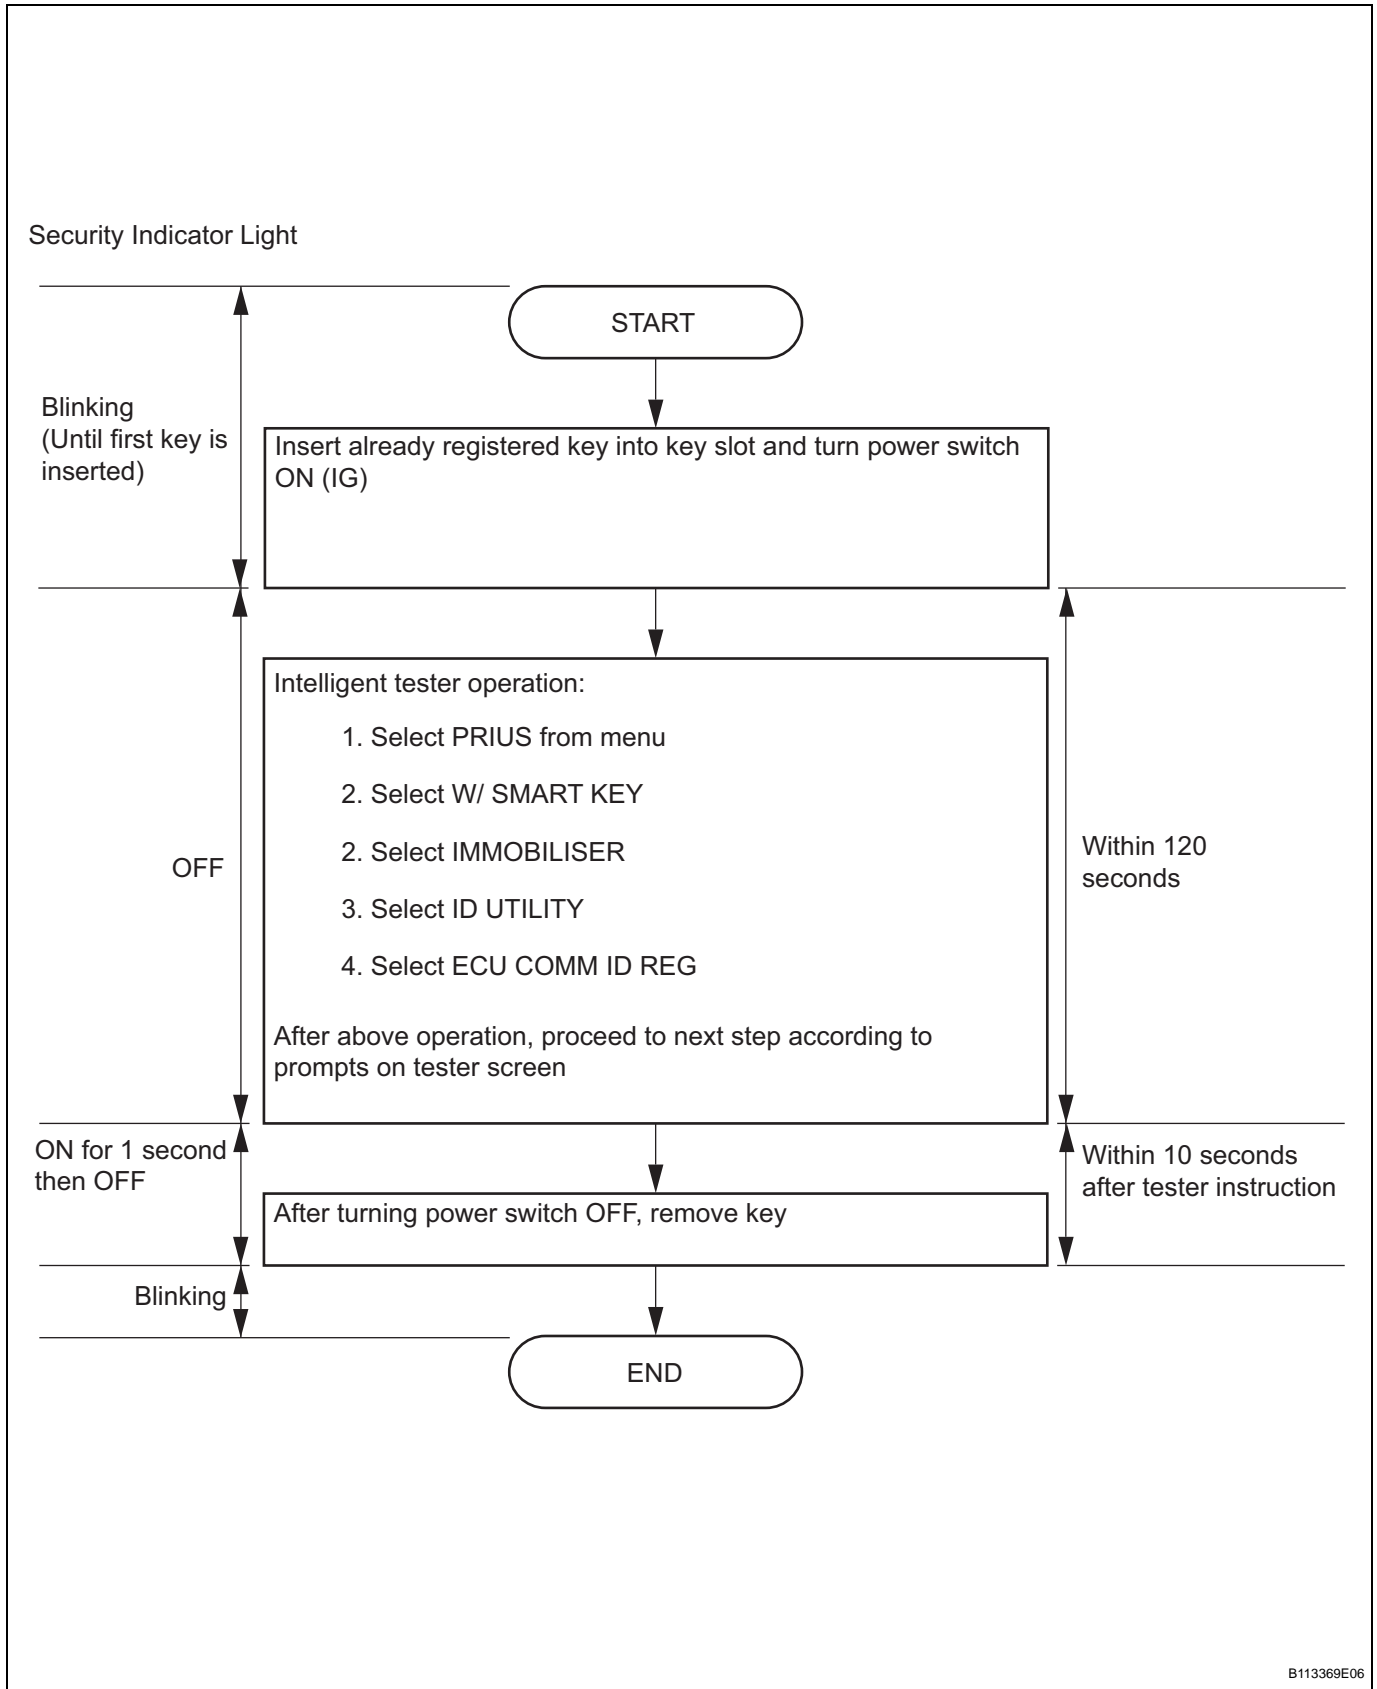 Security Indicator Light
START
Blinking
(Until first key is
inserted)
Insert already registered key into key slot and turn power switch
ON (IG)
Intelligent tester operation:
1. Select PRIUS from menu
2. Select W/ SMART KEY
2. Select IMMOBILISER
3. Select ID UTILITY
4. Select ECU COMM ID REG
After above operation, proceed to next step according to
prompts on tester screen
OFF
Within 120
seconds
ON for 1 second
then OFF
Within 10 seconds
after tester instruction
After turning power switch OFF, remove key
Blinking
END
B113369E06